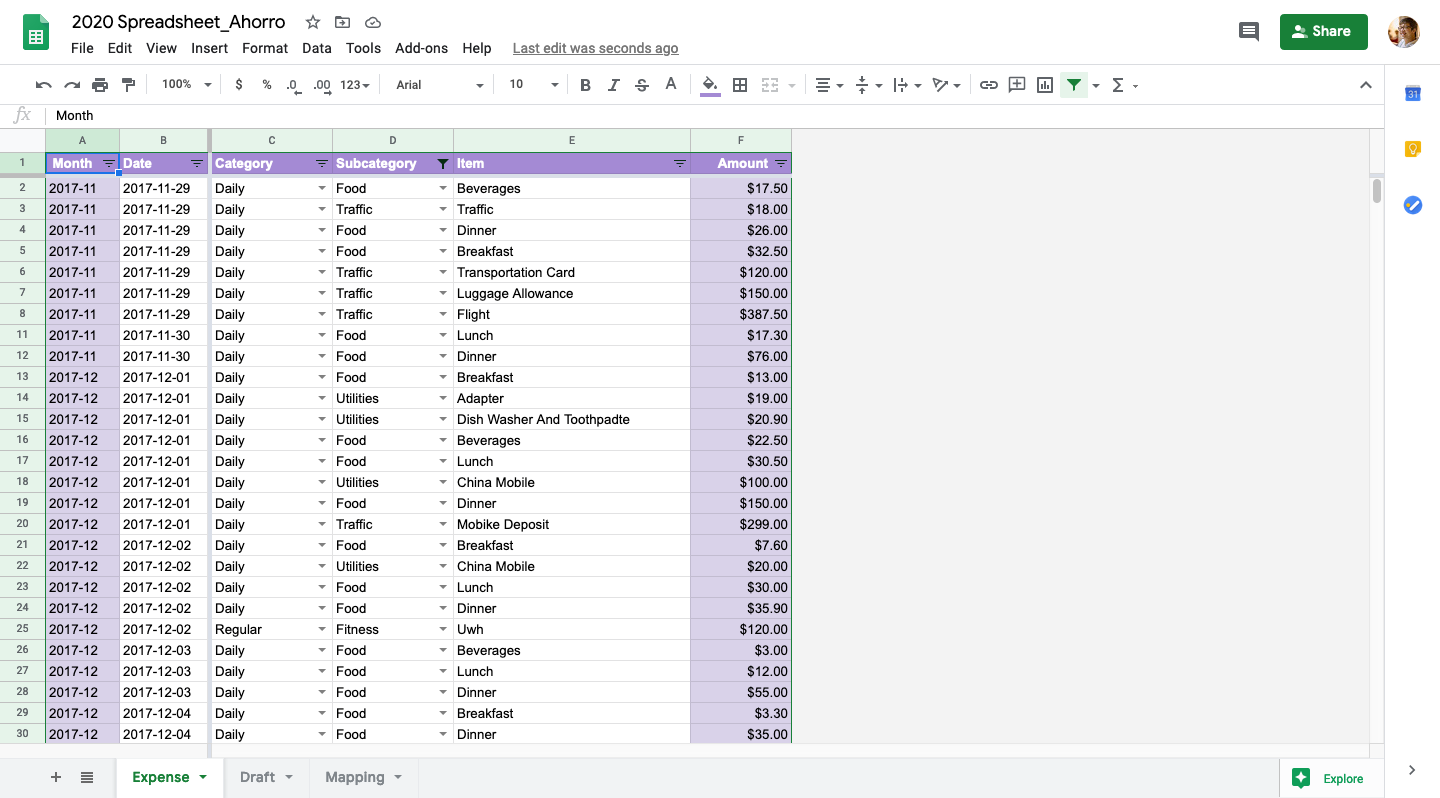 2020 Spreadsheet_Ahorro
File Edit View Insert Format Data Tools Add-ons Help Last edit was seconds ago
Share
100% $ % .0 .00 123 Arial 10 B I S A Σ
31
fx Month
A B C D E F
1 Month Date Category Subcategory Item Amount
2 2017-11 2017-11-29 Daily Food Beverages $17.50
3 2017-11 2017-11-29 Daily Traffic Traffic $18.00
4 2017-11 2017-11-29 Daily Food Dinner $26.00
5 2017-11 2017-11-29 Daily Food Breakfast $32.50
6 2017-11 2017-11-29 Daily Traffic Transportation Card $120.00
7 2017-11 2017-11-29 Daily Traffic Luggage Allowance $150.00
8 2017-11 2017-11-29 Daily Traffic Flight $387.50
11 2017-11 2017-11-30 Daily Food Lunch $17.30
12 2017-11 2017-11-30 Daily Food Dinner $76.00
13 2017-12 2017-12-01 Daily Food Breakfast $13.00
14 2017-12 2017-12-01 Daily Utilities Adapter $19.00
15 2017-12 2017-12-01 Daily Utilities Dish Washer And Toothpadte $20.90
16 2017-12 2017-12-01 Daily Food Beverages $22.50
17 2017-12 2017-12-01 Daily Food Lunch $30.50
18 2017-12 2017-12-01 Daily Utilities China Mobile $100.00
19 2017-12 2017-12-01 Daily Food Dinner $150.00
20 2017-12 2017-12-01 Daily Traffic Mobike Deposit $299.00
21 2017-12 2017-12-02 Daily Food Breakfast $7.60
22 2017-12 2017-12-02 Daily Utilities China Mobile $20.00
23 2017-12 2017-12-02 Daily Food Lunch $30.00
24 2017-12 2017-12-02 Daily Food Dinner $35.90
25 2017-12 2017-12-02 Regular Fitness Uwh $120.00
26 2017-12 2017-12-03 Daily Food Beverages $3.00
27 2017-12 2017-12-03 Daily Food Lunch $12.00
28 2017-12 2017-12-03 Daily Food Dinner $55.00
29 2017-12 2017-12-04 Daily Food Breakfast $3.30
30 2017-12 2017-12-04 Daily Food Dinner $35.00
Expense Draft Mapping Explore